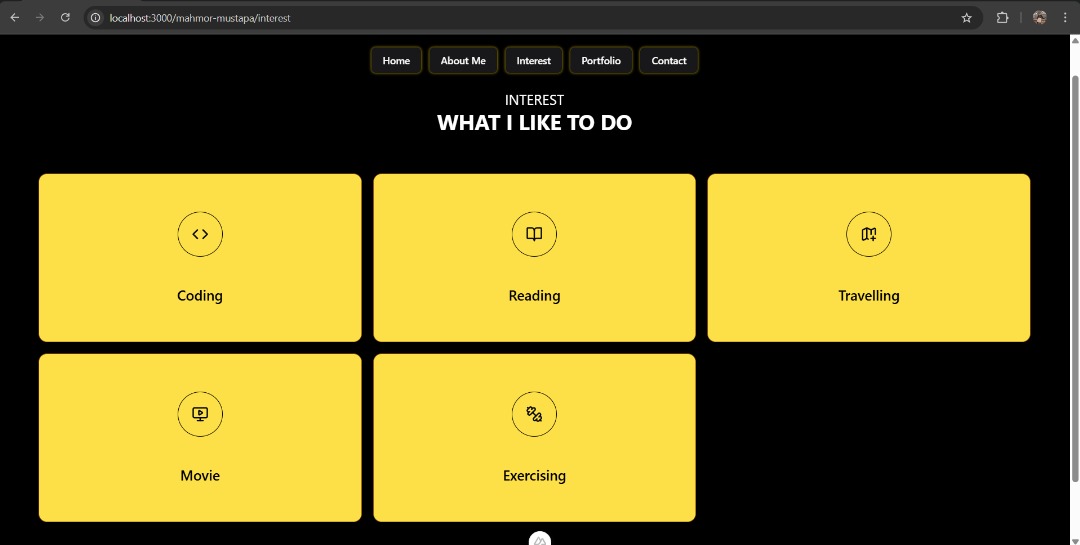 localhost:3000/mahmor-mustapa/interest
Home About Me Interest Portfolio Contact
INTEREST
WHAT I LIKE TO DO
Coding Reading Travelling
Movie Exercising